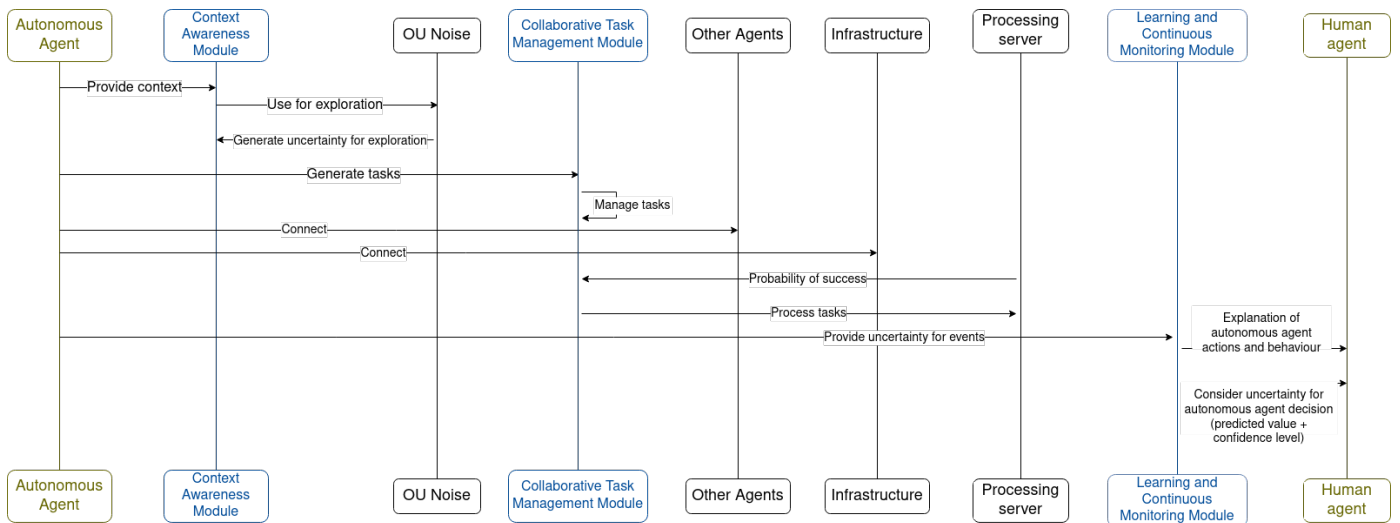 Autonomous
Agent
Context
Awareness
Module
OU Noise
Collaborative Task
Management Module
Other Agents
Infrastructure
Processing
server
Learning and
Continuous
Monitoring Module
Human
agent
Provide context
Use for exploration
Generate uncertainty for exploration
Generate tasks
Manage tasks
Connect
Connect
Probability of success
Process tasks
Provide uncertainty for events
Explanation of
autonomous agent
actions and behaviour
Consider uncertainty for
autonomous agent decision
(predicted value +
confidence level)
Autonomous
Agent
Context
Awareness
Module
OU Noise
Collaborative Task
Management Module
Other Agents
Infrastructure
Processing
server
Learning and
Continuous
Monitoring Module
Human
agent